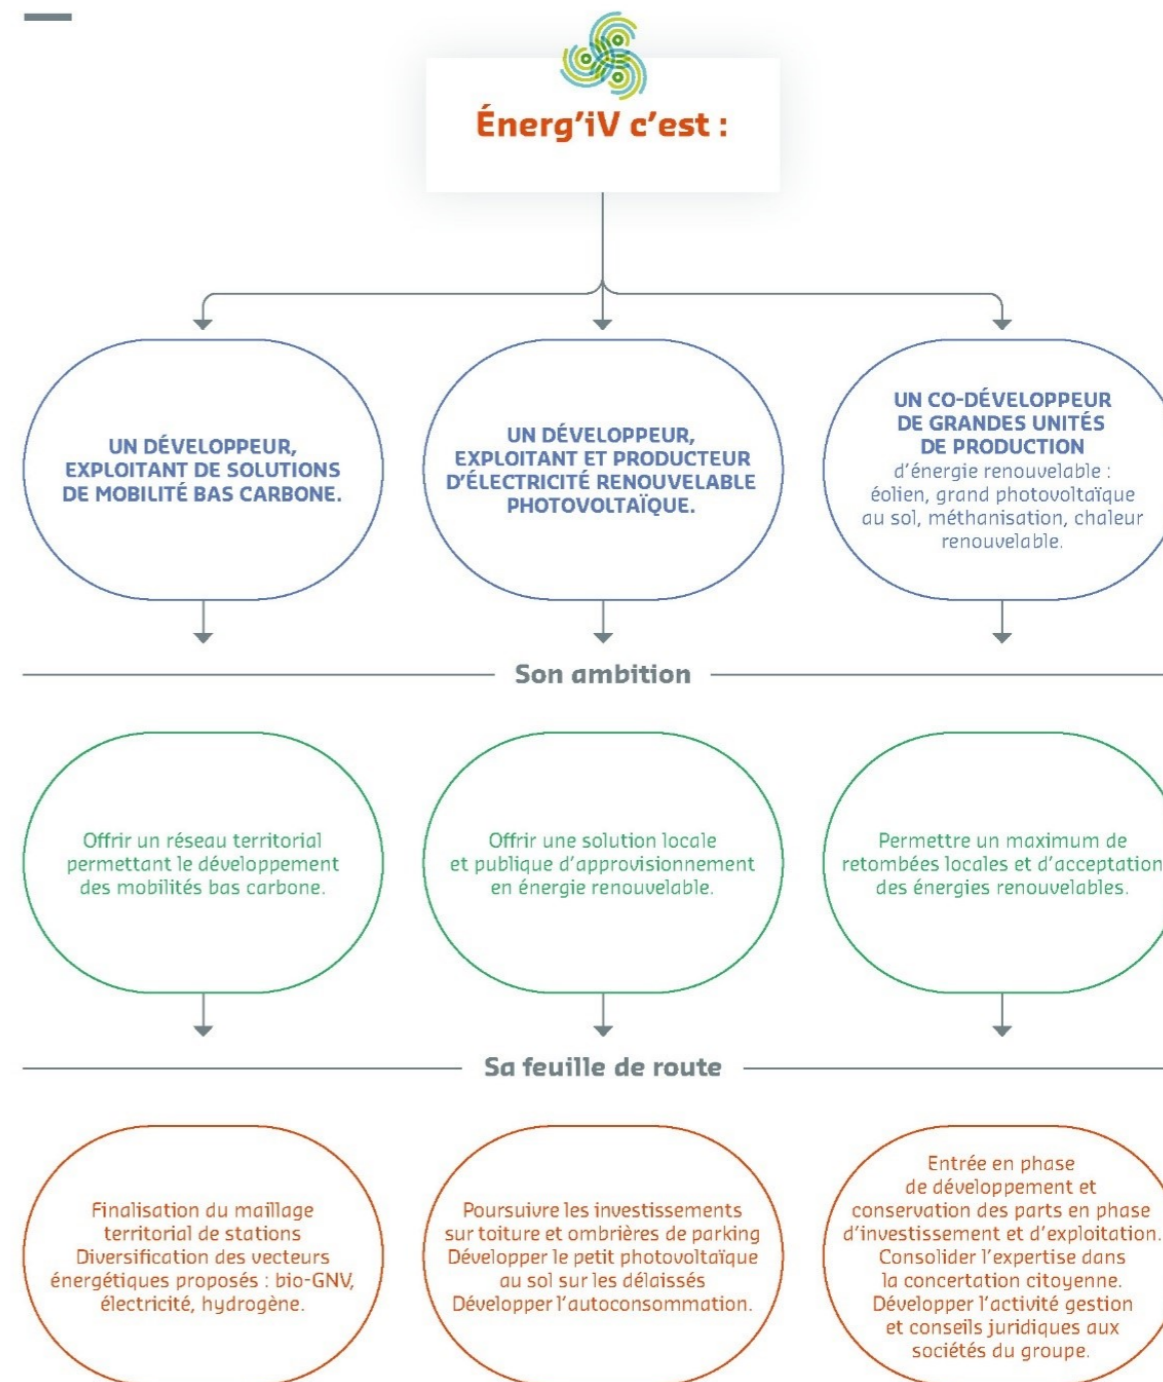 Énerg’iV c’est :
UN DÉVELOPPEUR,
EXPLOITANT DE SOLUTIONS
DE MOBILITÉ BAS CARBONE.
UN DÉVELOPPEUR,
EXPLOITANT ET PRODUCTEUR
D’ÉLECTRICITÉ RENOUVELABLE
PHOTOVOLTAÏQUE.
UN CO-DÉVELOPPEUR
DE GRANDES UNITÉS
DE PRODUCTION
d’énergie renouvelable :
éolien, grand photovoltaïque
au sol, méthanisation, chaleur
renouvelable.
Son ambition
Offrir un réseau territorial
permettant le développement
des mobilités bas carbone.
Offrir une solution locale
et publique d’approvisionnement
en énergie renouvelable.
Permettre un maximum de
retombées locales et d’acceptation
des énergies renouvelables.
Sa feuille de route
Finalisation du maillage
territorial de stations
Diversification des vecteurs
énergétiques proposés : bio-GNV,
électricité, hydrogène.
Poursuivre les investissements
sur toiture et ombrières de parking
Développer le petit photovoltaïque
au sol sur les délaissés
Développer l’autoconsommation.
Entrée en phase
de développement et
conservation des parts en phase
d’investissement et d’exploitation.
Consolider l’expertise dans
la concertation citoyenne.
Développer l’activité gestion
et conseils juridiques aux
sociétés du groupe.